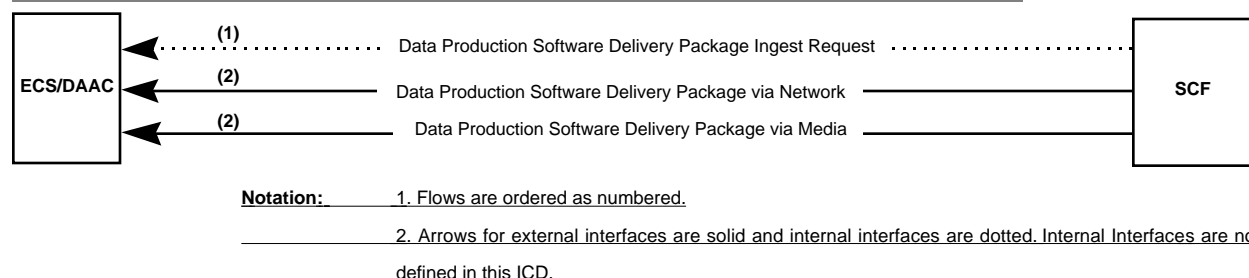 (1)
Data Production Software Delivery Package Ingest Request
ECS/DAAC
(2)
Data Production Software Delivery Package via Network
SCF
(2)
Data Production Software Delivery Package via Media
Notation: 1. Flows are ordered as numbered.
2. Arrows for external interfaces are solid and internal interfaces are dotted. Internal Interfaces are
defined in this ICD.